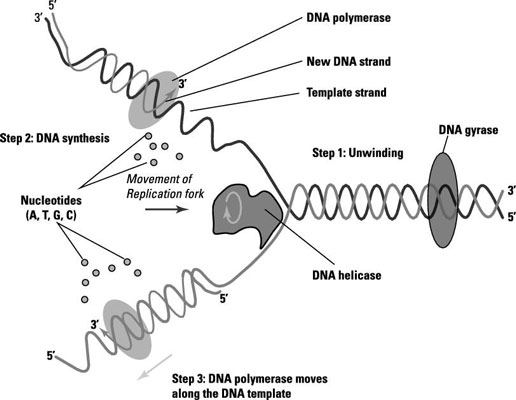 5′
3′
DNA polymerase
3′
New DNA strand
Template strand
DNA gyrase
Step 2: DNA synthesis
Step 1: Unwinding
Movement of
Replication fork
Nucleotides
(A, T, G, C)
3′
5′
DNA helicase
5′
3′
5′
Step 3: DNA polymerase moves
along the DNA template